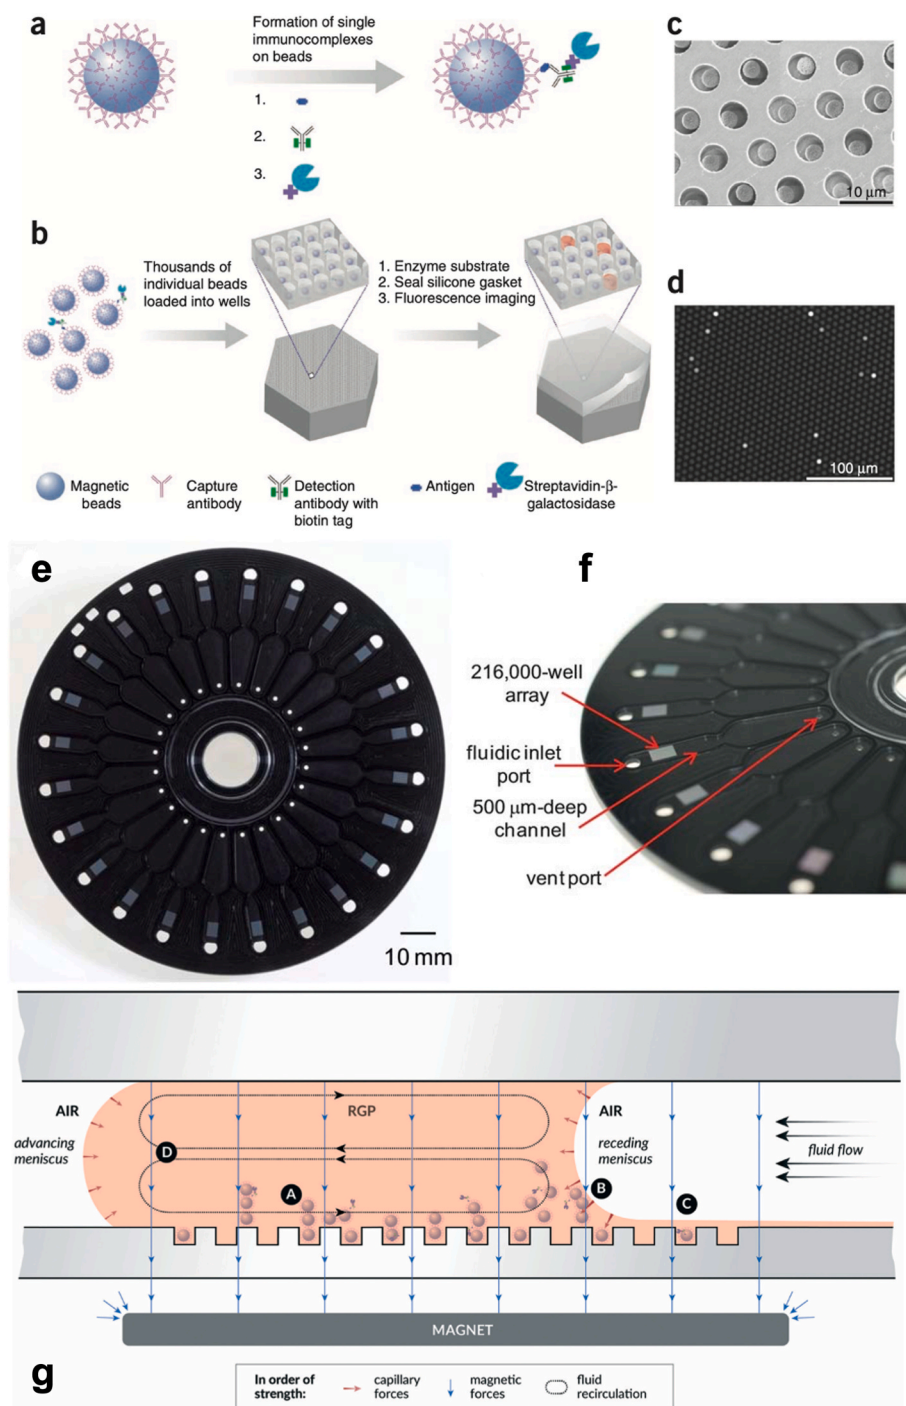 a
Formation of single
immunocomplexes
on beads
1.
2.
3.
c
10 μm
b
Thousands of
individual beads
loaded into wells
1. Enzyme substrate
2. Seal silicone gasket
3. Fluorescence imaging
d
100 μm
Magnetic
beads
Capture
antibody
Detection
antibody with
biotin tag
Antigen
Streptavidin-β-
galactosidase
e
10 mm
f
216,000-well
array
fluidic inlet
port
500 μm-deep
channel
vent port
AIR
advancing
meniscus
RGP
AIR
receding
meniscus
fluid flow
D
A
B
C
MAGNET
g
In order of
strength:
capillary
forces
magnetic
forces
fluid
recirculation